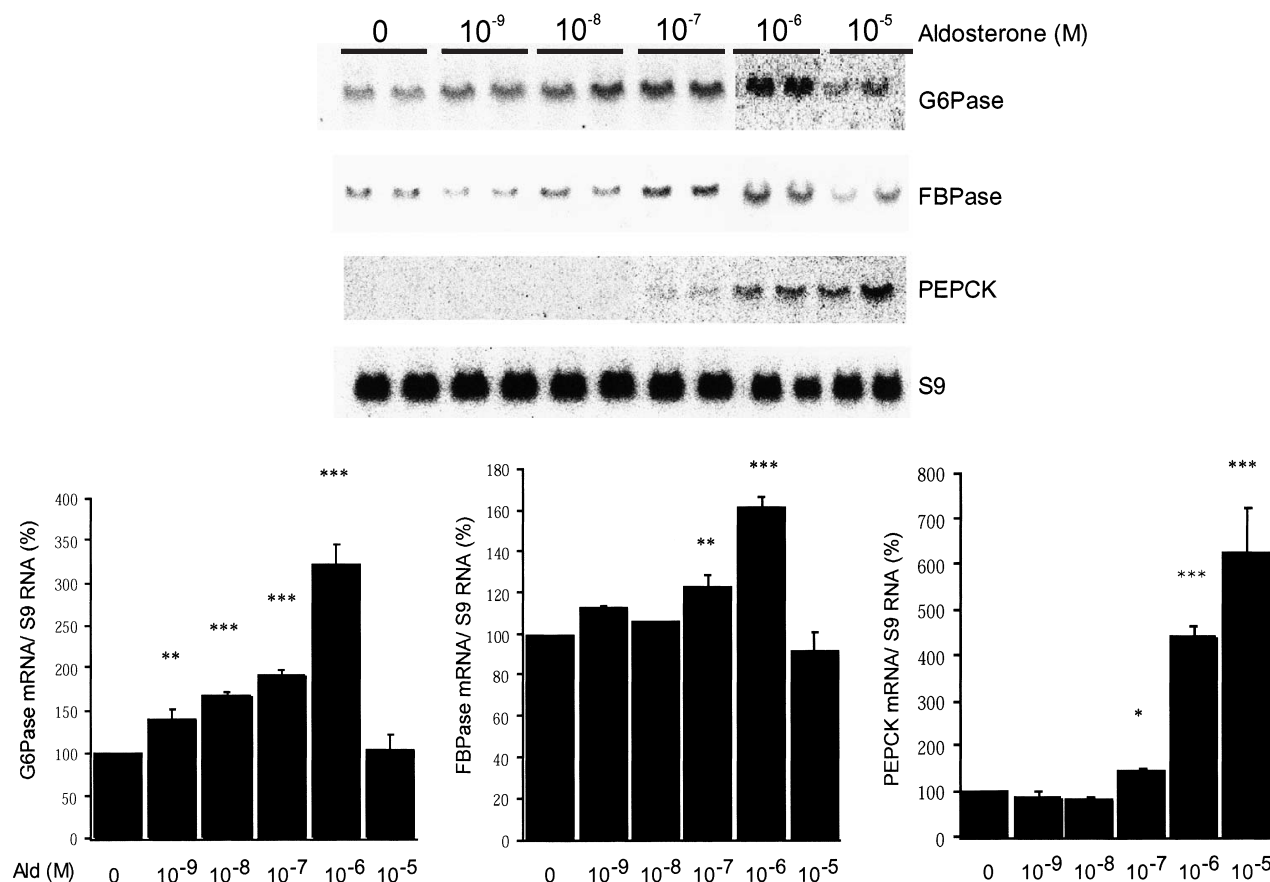 0 10⁻⁹ 10⁻⁸ 10⁻⁷ 10⁻⁶ 10⁻⁵ Aldosterone (M)
G6Pase
FBPase
PEPCK
S9
G6Pase mRNA/ S9 RNA (%)
400
350
300
250
200
150
100
50
0
** *** *** ***
Ald (M) 0 10⁻⁹ 10⁻⁸ 10⁻⁷ 10⁻⁶ 10⁻⁵
FBPase mRNA/ S9 RNA (%)
180
160
140
120
100
80
60
40
20
0
** ***
0 10⁻⁹ 10⁻⁸ 10⁻⁷ 10⁻⁶ 10⁻⁵
PEPCK mRNA/ S9 RNA (%)
800
700
600
500
400
300
200
100
0
* *** ***
0 10⁻⁹ 10⁻⁸ 10⁻⁷ 10⁻⁶ 10⁻⁵